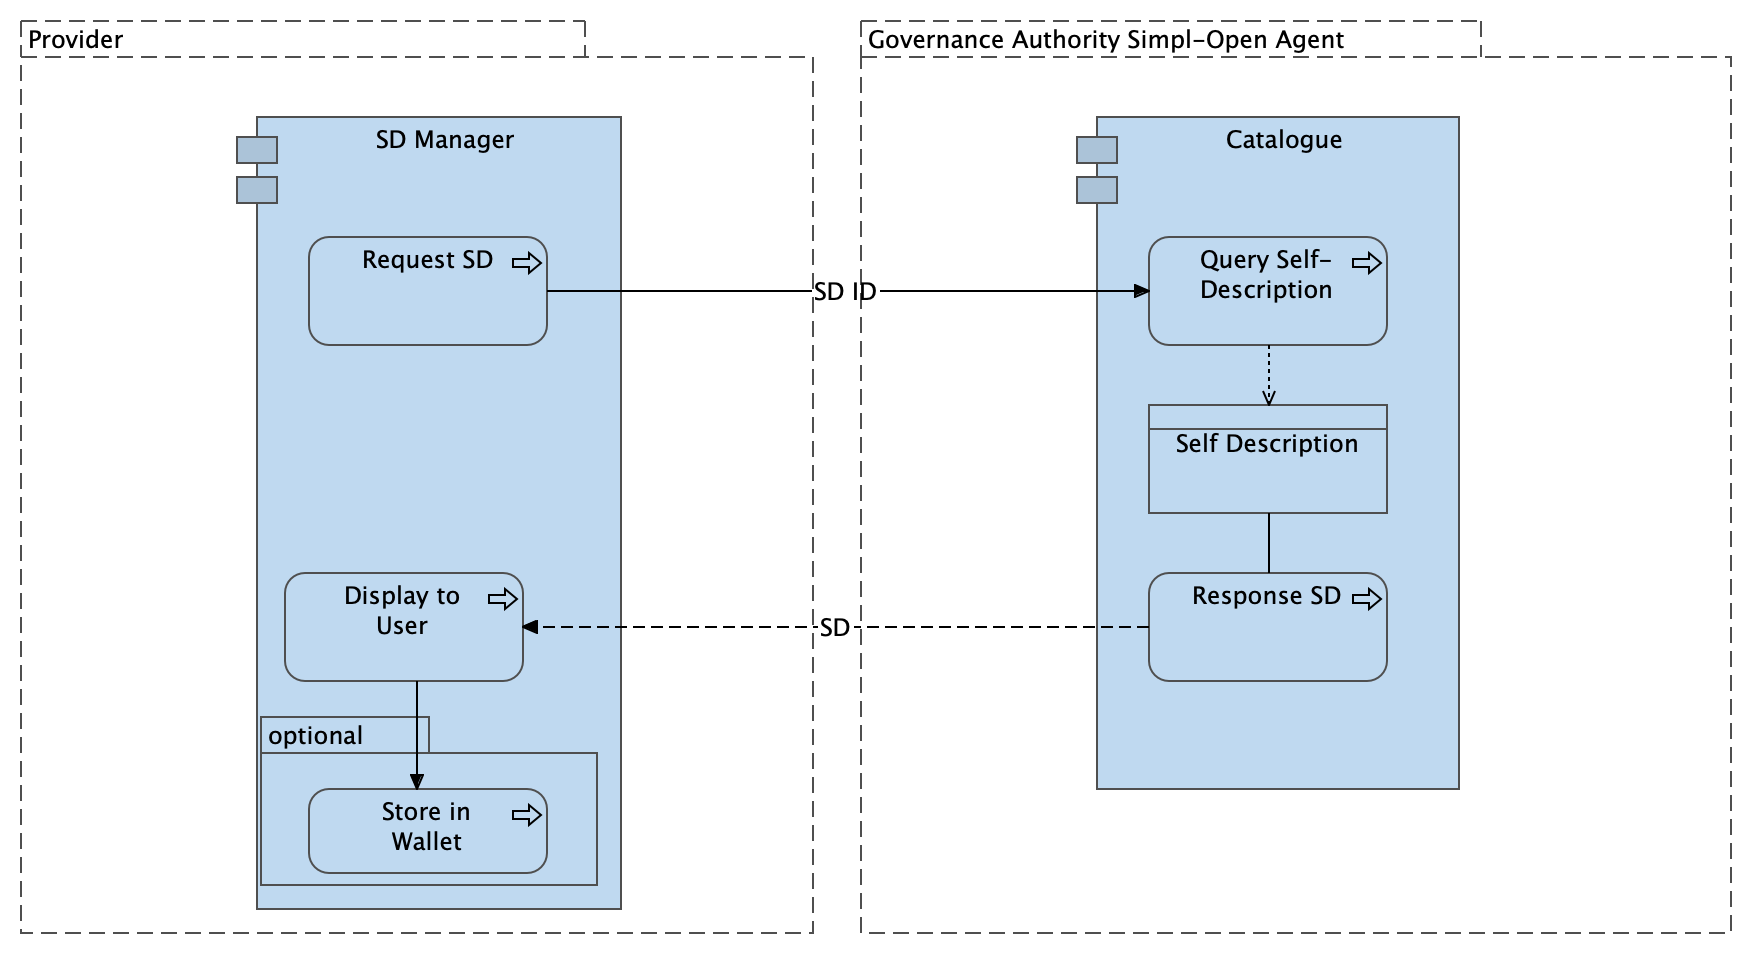 Provider
Governance Authority Simpl-Open Agent
SD Manager
Catalogue
Request SD
SD ID
Query Self-
Description
Self Description
Display to
User
SD
Response SD
optional
Store in
Wallet